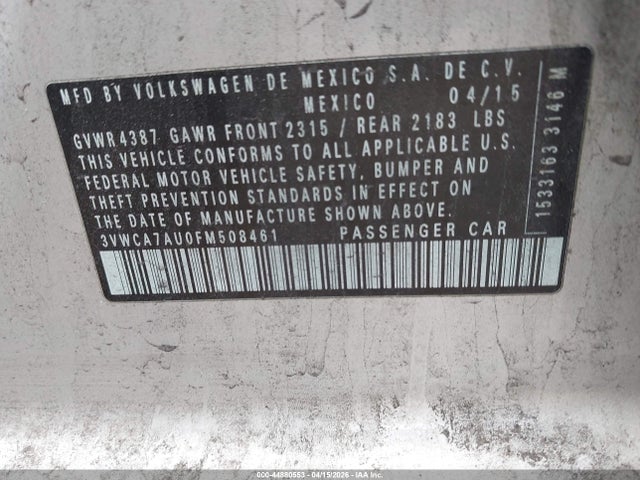 MFD BY VOLKSWAGEN DE MEXICO S.A. DE C.V.
MEXICO 04/15
GVWR 4387 GAWR FRONT 2315 / REAR 2183 LBS
THIS VEHICLE CONFORMS TO ALL APPLICABLE U.S.
FEDERAL MOTOR VEHICLE SAFETY, BUMPER AND
THEFT PREVENTION STANDARDS IN EFFECT ON
THE DATE OF MANUFACTURE SHOWN ABOVE.
3VWCA7AU0FM508461 PASSENGER CAR
1533163 3146 M
000-44880553 - 04/15/2026 - IAA Inc.